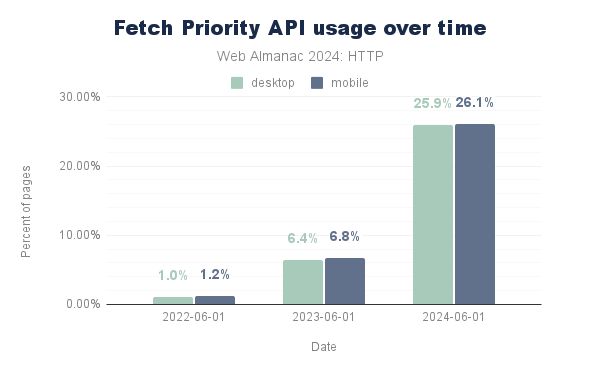 Fetch Priority API usage over time
Web Almanac 2024: HTTP
desktop mobile
30.00%
20.00%
10.00%
0.00%
Percent of pages
1.0% 1.2%
6.4% 6.8%
25.9% 26.1%
2022-06-01 2023-06-01 2024-06-01
Date